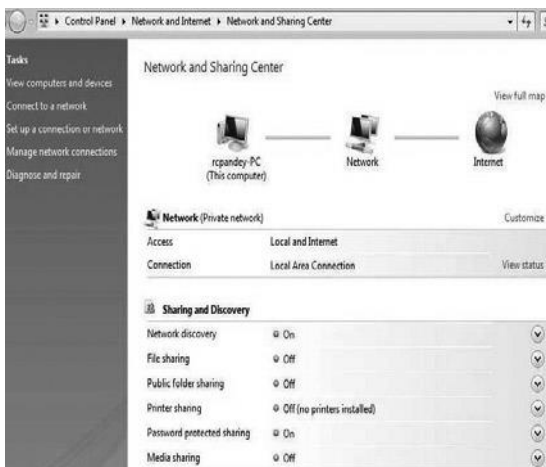 Control Panel ▸ Network and Internet ▸ Network and Sharing Center
Tasks
View computers and devices
Connect to a network
Set up a connection or network
Manage network connections
Diagnose and repair
Network and Sharing Center
View full map
rcpandey-PC
(This computer)
Network
Internet
Network (Private network)
Customize
Access Local and Internet
Connection Local Area Connection View status
Sharing and Discovery
Network discovery On
File sharing Off
Public folder sharing Off
Printer sharing Off (no printers installed)
Password protected sharing On
Media sharing Off